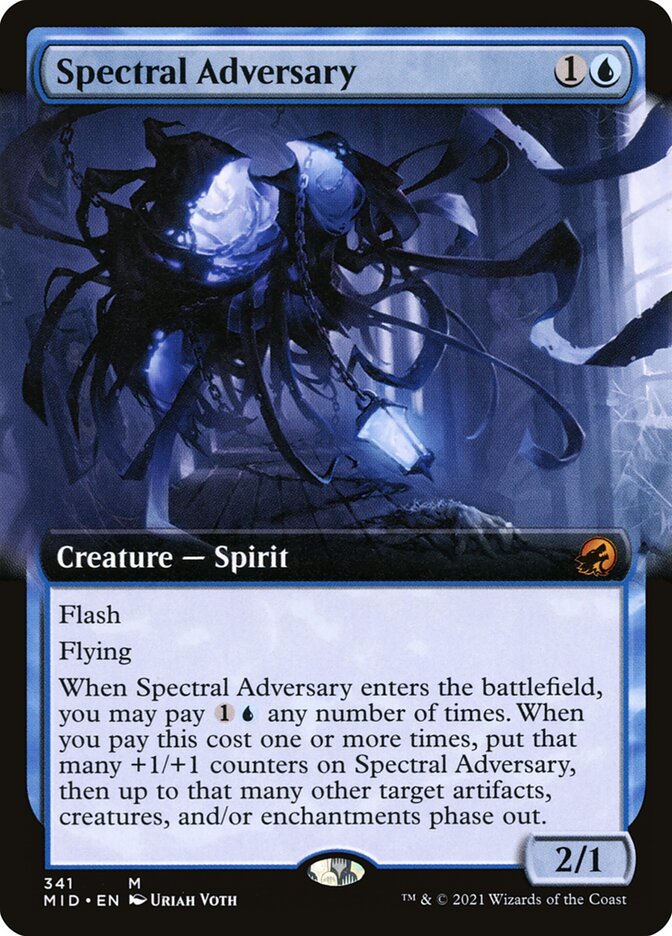 Spectral Adversary 1
Creature — Spirit
Flash
Flying
When Spectral Adversary enters the battlefield,
you may pay 1 any number of times. When
you pay this cost one or more times, put that
many +1/+1 counters on Spectral Adversary,
then up to that many other target artifacts,
creatures, and/or enchantments phase out.
2/1
341 M
MID • EN Uriah Voth ™ & © 2021 Wizards of the Coast